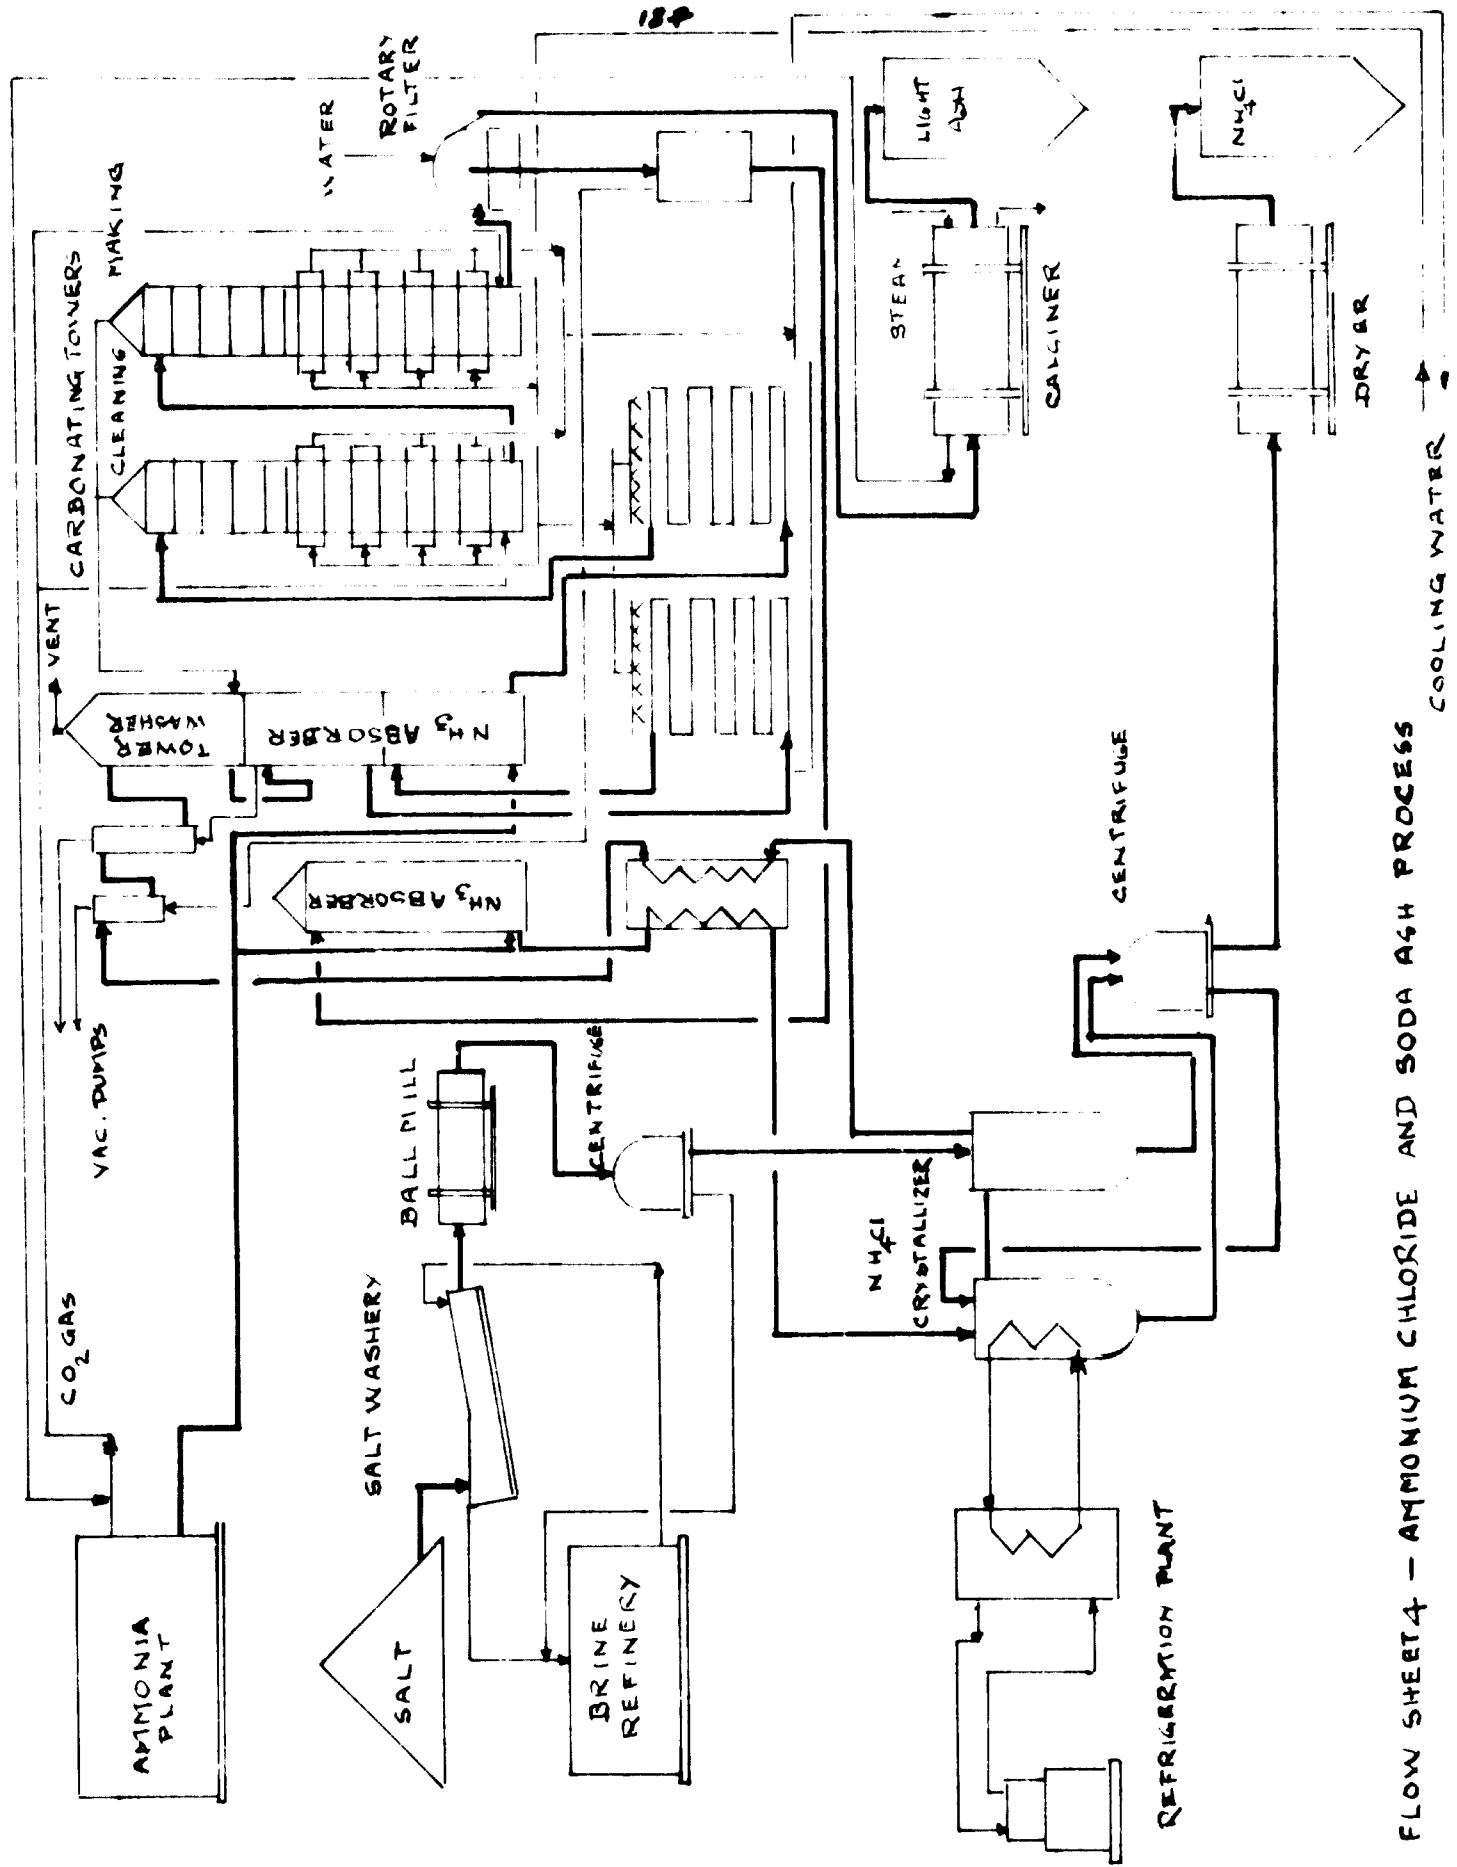 184
AMMONIA
PLANT
CO2 GAS
VAC. PUMPS
VENT
TOWER
WASHER
NH3 ABSORBER
NH3 ABSORBER
CARBONATING TOWERS
CLEANING
MAKING
WATER
ROTARY
FILTER
SALT
SALT WASHERY
BALL MILL
CENTRIFUGE
BRINE
REFINERY
NH4Cl
CRYSTALLIZER
STEAM
CALCINER
LIGHT
ASH
NH4Cl
DRYER
CENTRIFUGE
REFRIGERATION PLANT
COOLING WATER
FLOW SHEET 4 — AMMONIUM CHLORIDE AND SODA ASH PROCESS